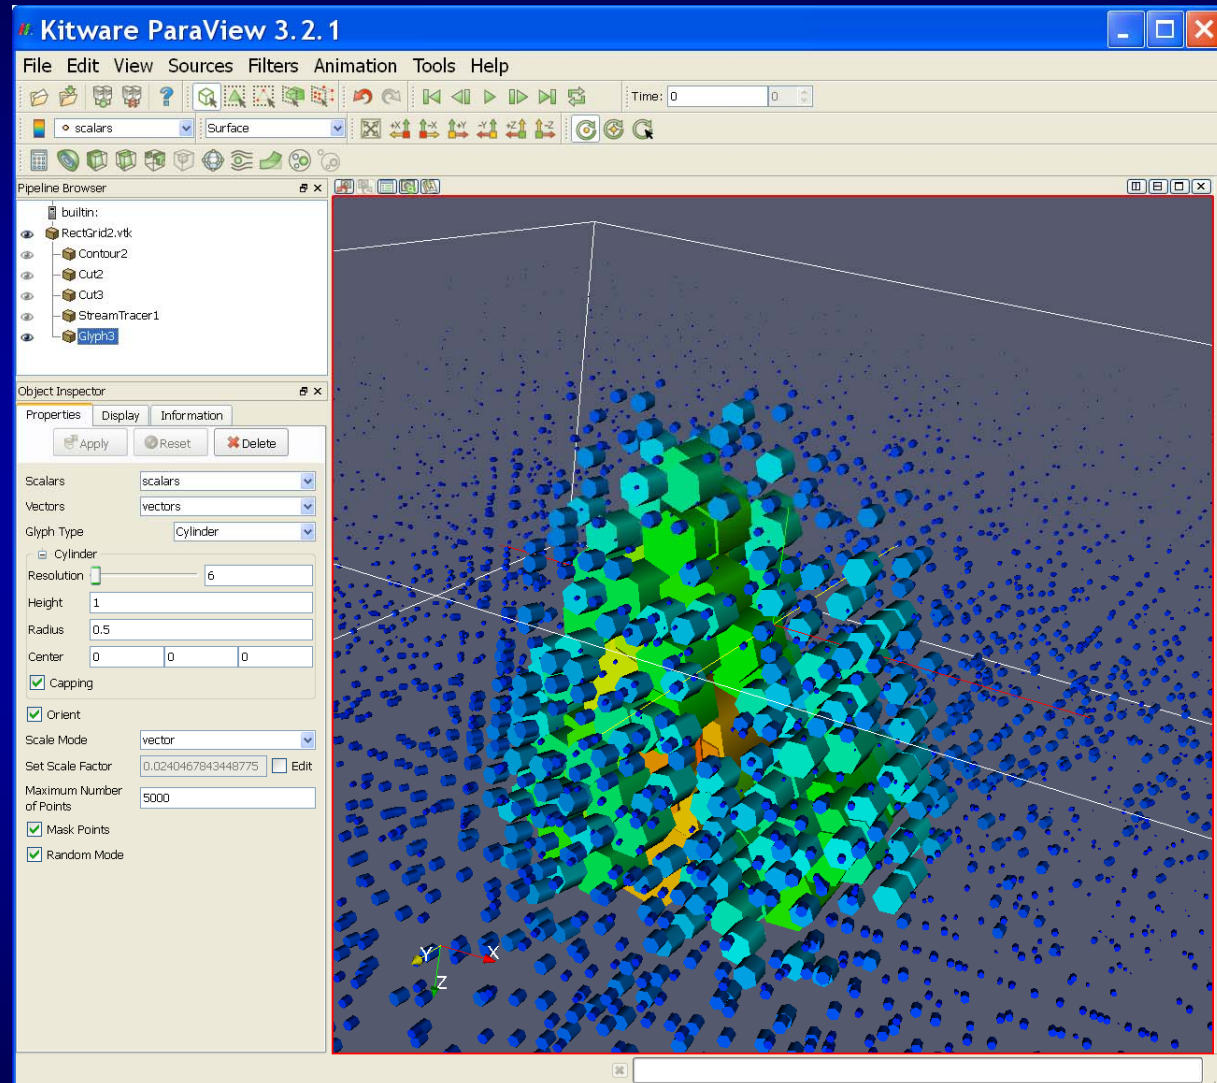 Kitware ParaView 3.2.1
File Edit View Sources Filters Animation Tools Help
Time: 0 0
scalars Surface
Pipeline Browser
builtin:
RectGrid2.vtk
Contour2
Cut2
Cut3
StreamTracer1
Glyph3
Object Inspector
Properties Display Information
Apply Reset Delete
Scalars scalars
Vectors vectors
Glyph Type Cylinder
Cylinder
Resolution 6
Height 1
Radius 0.5
Center 0 0 0
Capping
Orient
Scale Mode vector
Set Scale Factor 0.0240467843448775 Edit
Maximum Number
of Points 5000
Mask Points
Random Mode
+X -X +Y -Y +Z -Z
Y X
Z